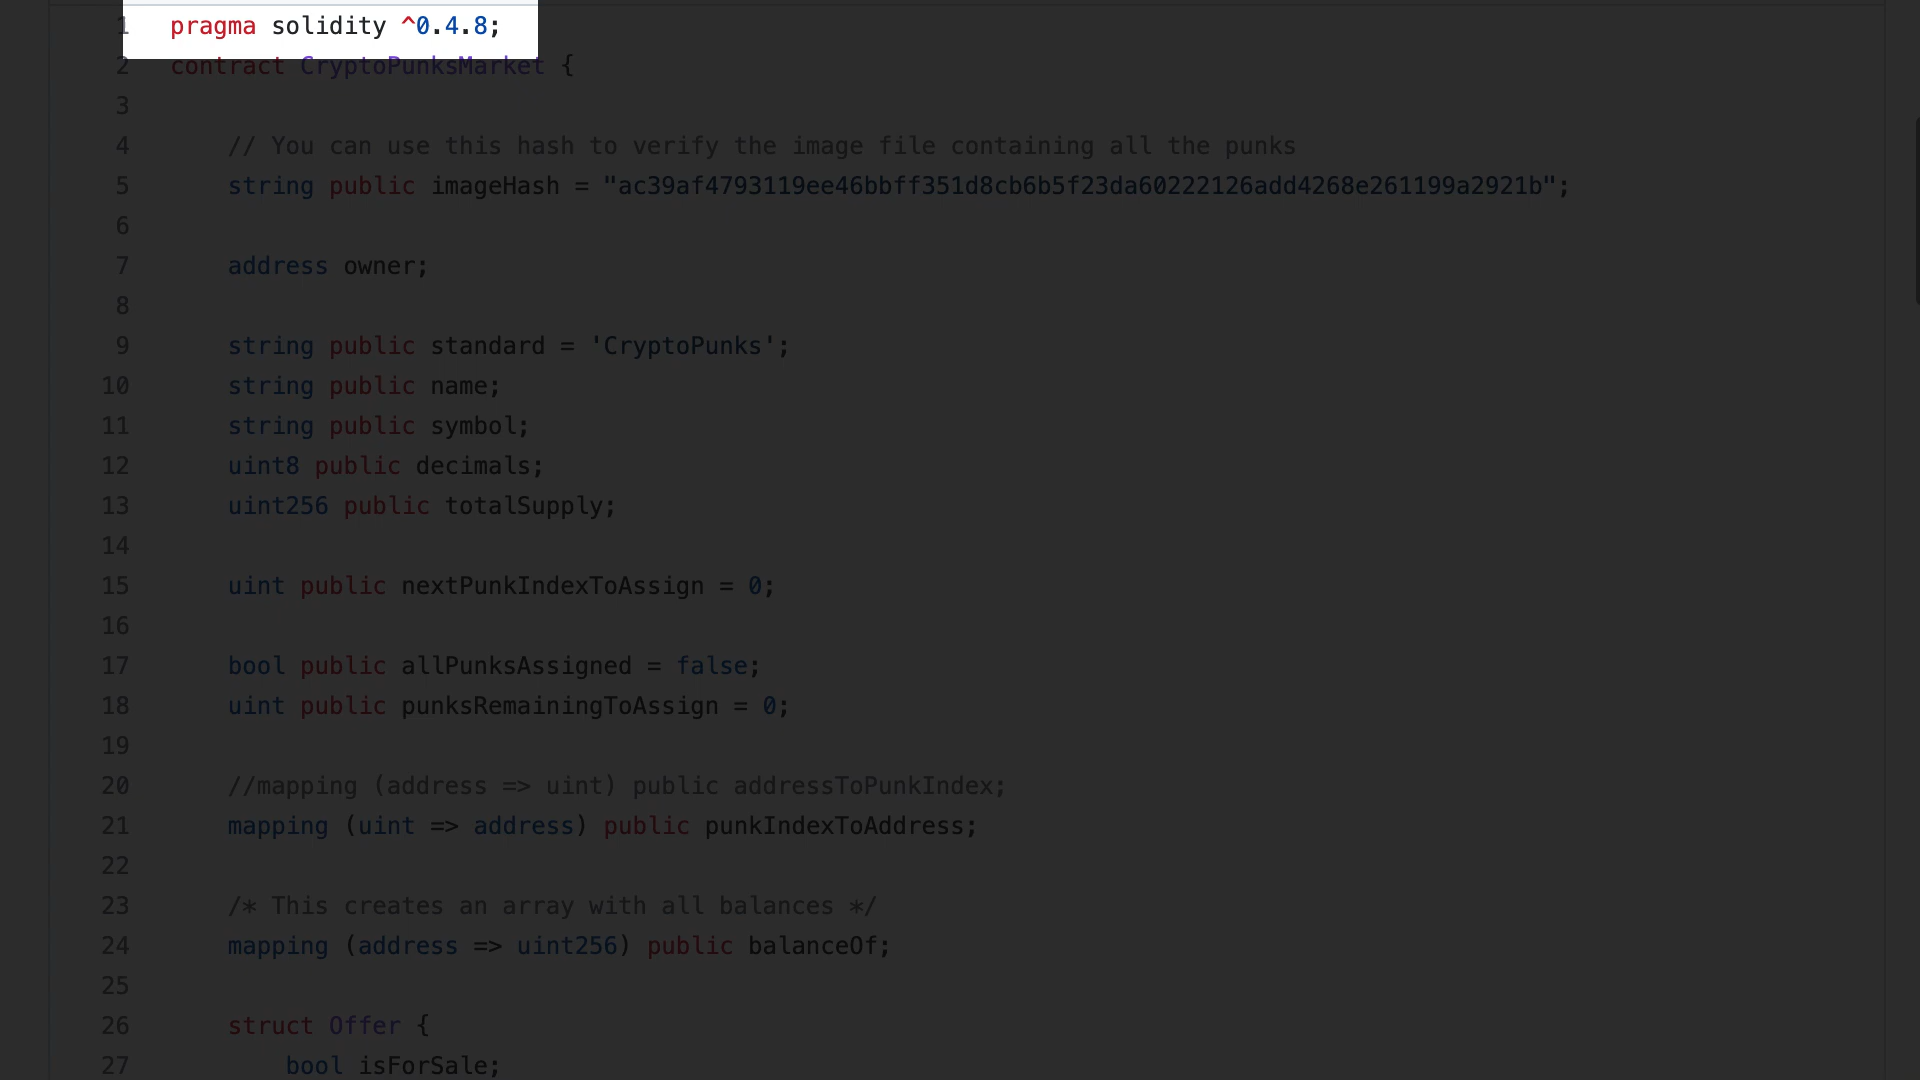 1 pragma solidity ^0.4.8;
2 contract CryptoPunksMarket {
3
4 // You can use this hash to verify the image file containing all the punks
5 string public imageHash = "ac39af4793119ee46bbff351d8cb6b5f23da60222126add4268e261199a2921b";
6
7 address owner;
8
9 string public standard = 'CryptoPunks';
10 string public name;
11 string public symbol;
12 uint8 public decimals;
13 uint256 public totalSupply;
14
15 uint public nextPunkIndexToAssign = 0;
16
17 bool public allPunksAssigned = false;
18 uint public punksRemainingToAssign = 0;
19
20 //mapping (address => uint) public addressToPunkIndex;
21 mapping (uint => address) public punkIndexToAddress;
22
23 /* This creates an array with all balances */
24 mapping (address => uint256) public balanceOf;
25
26 struct Offer {
27 bool isForSale;